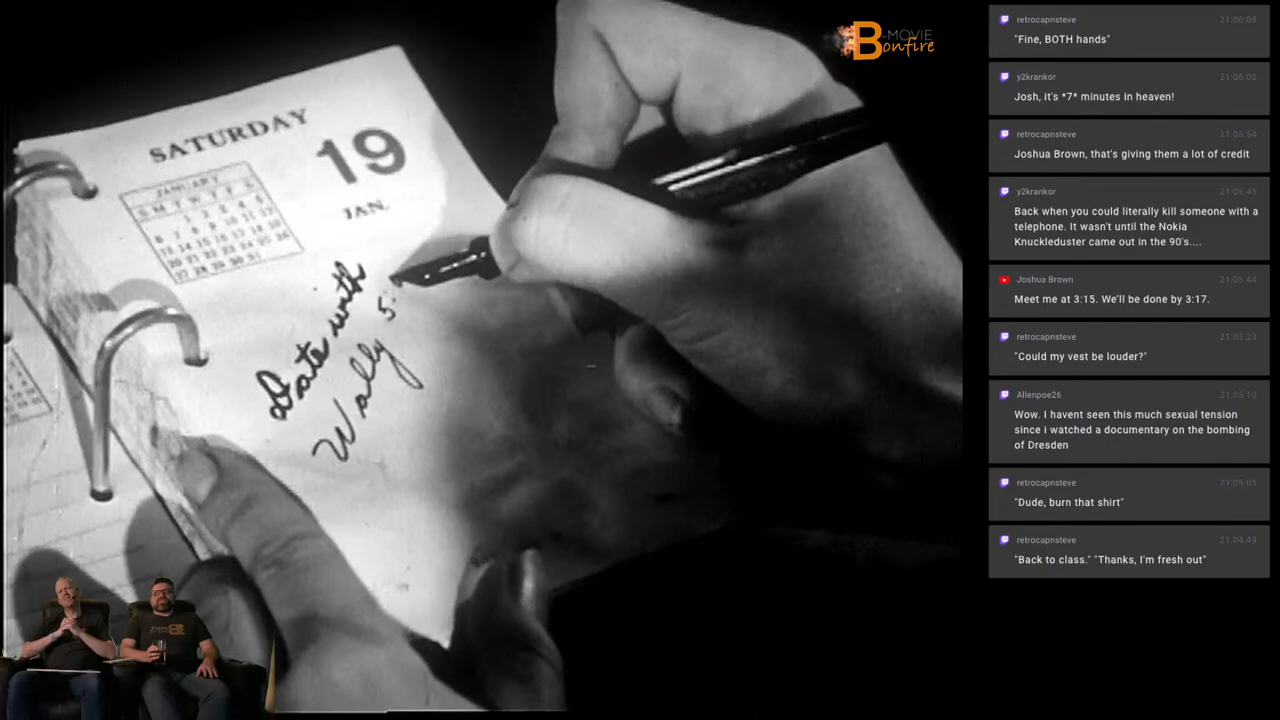 SATURDAY
19
JAN.
JANUARY
S M T W T F S
Date with
Wally 5:
B-MOVIE
Bonfire
retrocapnsteve 21:06:08
"Fine, BOTH hands"
y2krankor 21:06:02
Josh, it's *7* minutes in heaven!
retrocapnsteve 21:05:54
Joshua Brown, that's giving them a lot of credit
y2krankor 21:05:45
Back when you could literally kill someone with a
telephone. It wasn't until the Nokia
Knuckleduster came out in the 90's....
Joshua Brown 21:05:44
Meet me at 3:15. We'll be done by 3:17.
retrocapnsteve 21:05:23
"Could my vest be louder?"
Allenpoe26 21:05:10
Wow. I havent seen this much sexual tension
since i watched a documentary on the bombing
of Dresden
retrocapnsteve 21:05:05
"Dude, burn that shirt"
retrocapnsteve 21:04:49
"Back to class." "Thanks, I'm fresh out"